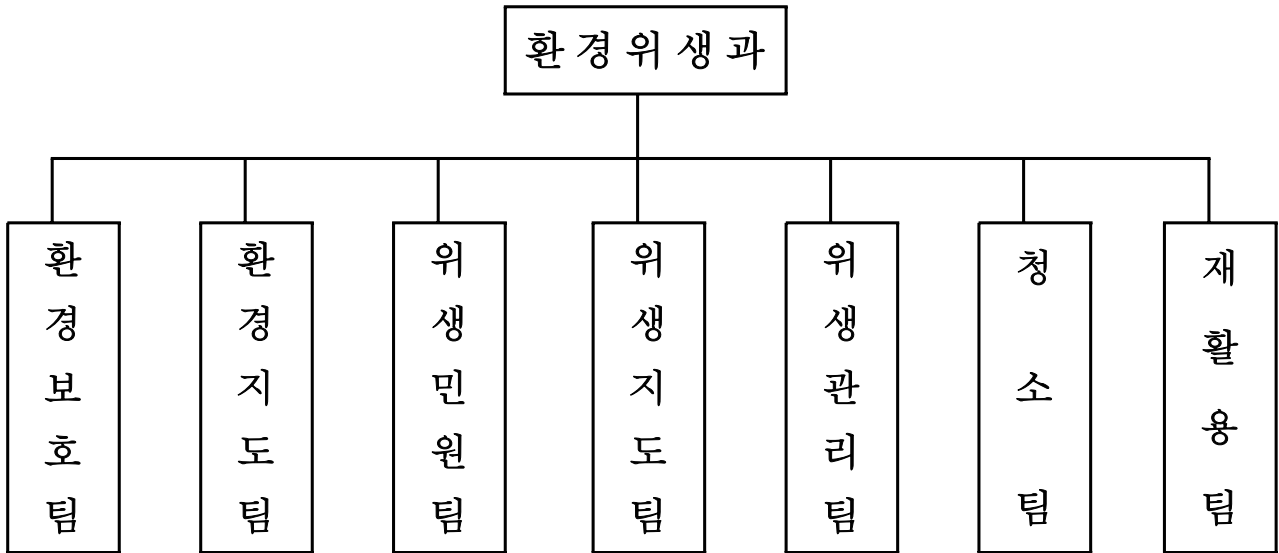 환경위생과
환경보호팀
환경지도팀
위생민원팀
위생지도팀
위생관리팀
청소팀
재활용팀